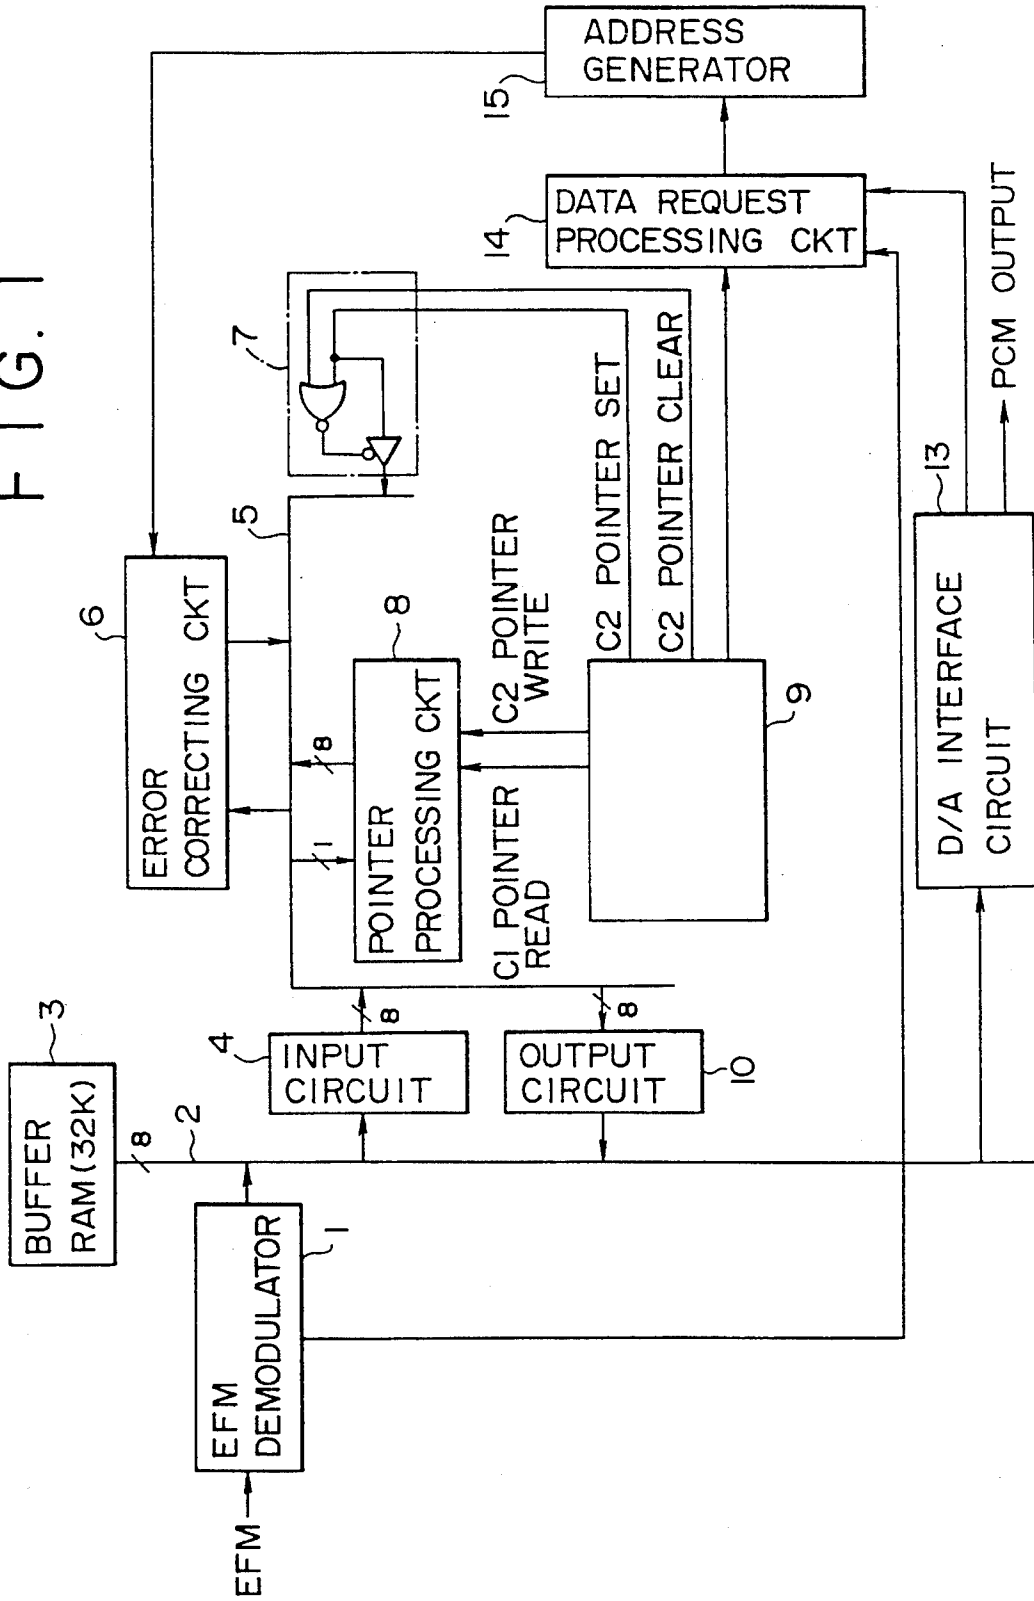 FIG. 1
EFM
EFM
DEMODULATOR
1
BUFFER
RAM(32K)
3
8
2
INPUT
CIRCUIT
4
8
OUTPUT
CIRCUIT
10
8
5
ERROR
CORRECTING CKT
6
1
8
POINTER
PROCESSING CKT
8
C1 POINTER
READ
C2 POINTER
WRITE
9
C2 POINTER SET
C2 POINTER CLEAR
7
DATA REQUEST
PROCESSING CKT
14
ADDRESS
GENERATOR
15
D/A INTERFACE
CIRCUIT
13
PCM OUTPUT